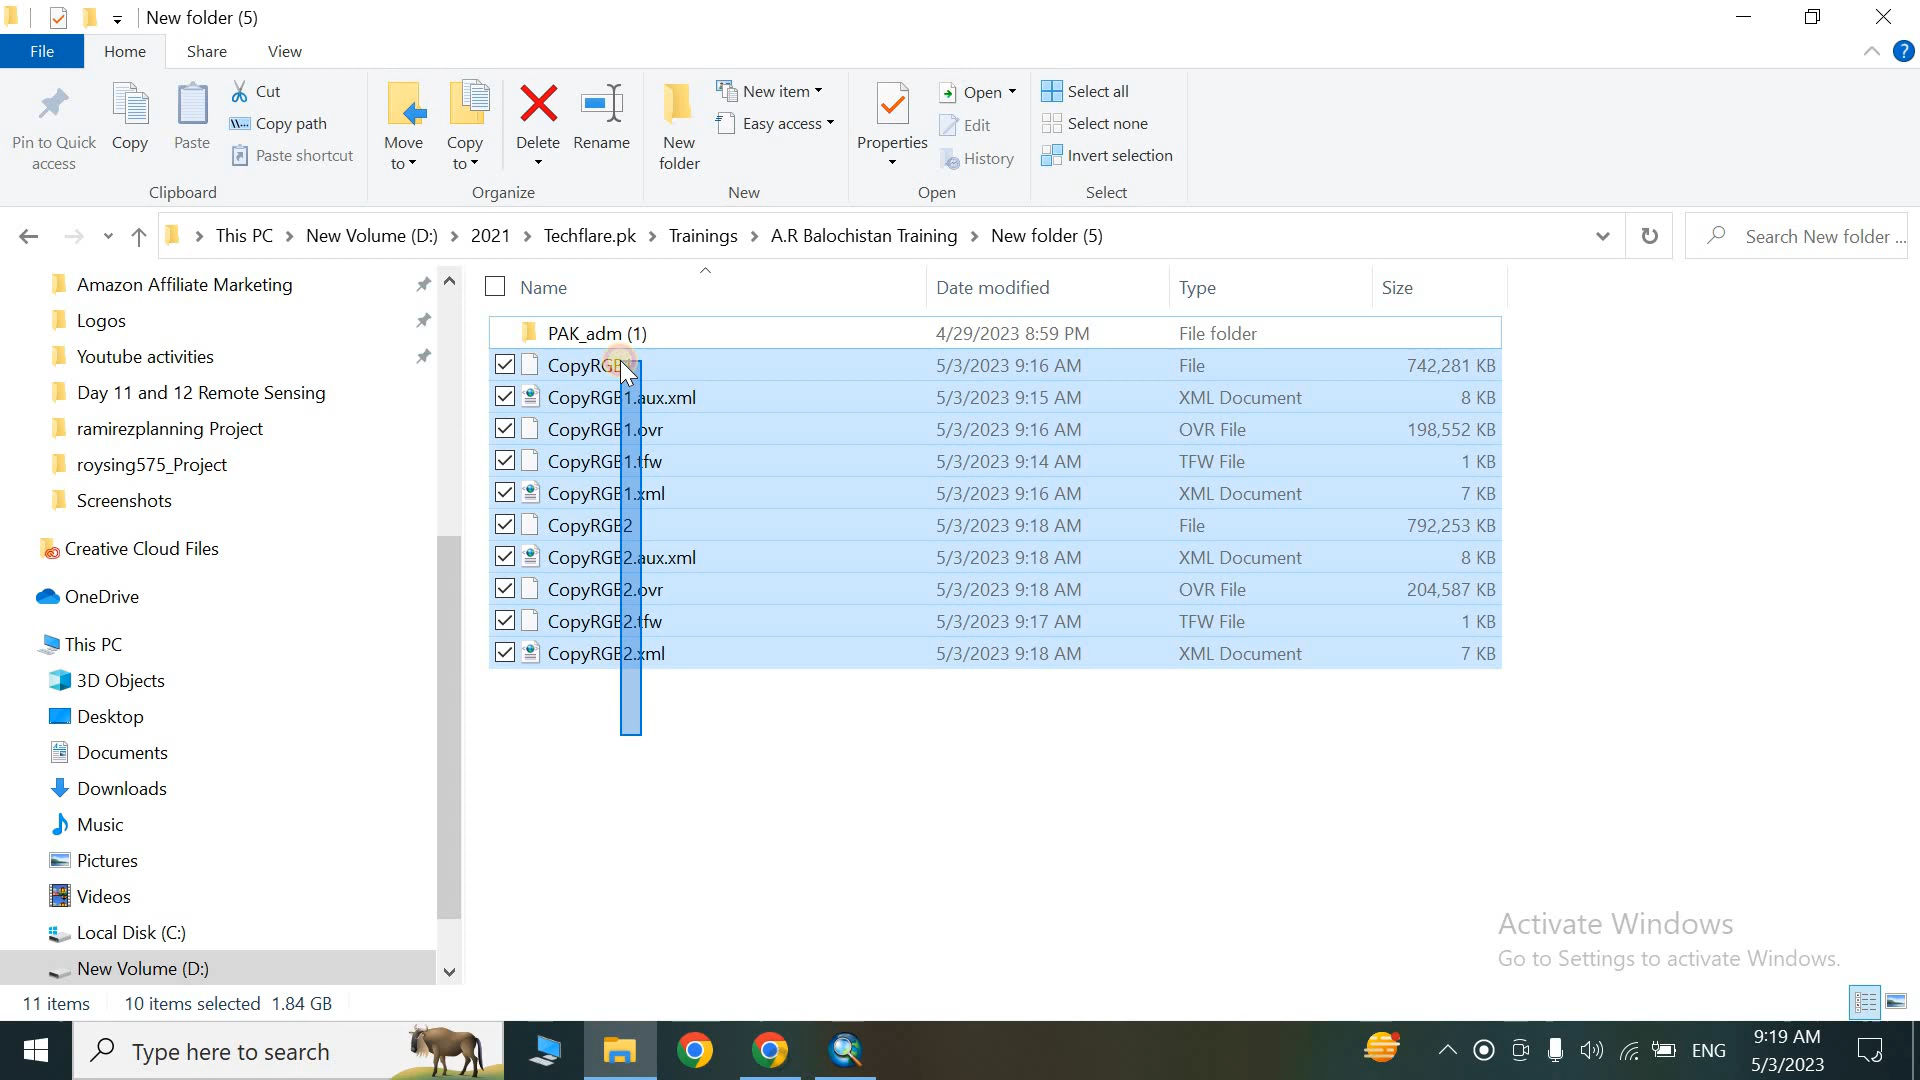 New folder (5)
File Home Share View
Pin to Quick access
Copy
Paste
Cut
Copy path
Paste shortcut
Clipboard
Move to
Copy to
Delete
Rename
Organize
New folder
New item
Easy access
New
Properties
Open
Edit
History
Open
Select all
Select none
Invert selection
Select
This PC > New Volume (D:) > 2021 > Techflare.pk > Trainings > A.R Balochistan Training > New folder (5)
Search New folder ...
Amazon Affiliate Marketing
Logos
Youtube activities
Day 11 and 12 Remote Sensing
ramirezplanning Project
roysing575_Project
Screenshots
Creative Cloud Files
OneDrive
This PC
3D Objects
Desktop
Documents
Downloads
Music
Pictures
Videos
Local Disk (C:)
New Volume (D:)
Name Date modified Type Size
PAK_adm (1) 4/29/2023 8:59 PM File folder
5/3/2023 9:16 AM File 742,281 KB
CopyRGB1.aux.xml 5/3/2023 9:15 AM XML Document 8 KB
CopyRGB1.ovr 5/3/2023 9:16 AM OVR File 198,552 KB
CopyRGB1.tfw 5/3/2023 9:14 AM TFW File 1 KB
CopyRGB1.xml 5/3/2023 9:16 AM XML Document 7 KB
CopyRGB2 5/3/2023 9:18 AM File 792,253 KB
CopyRGB2.aux.xml 5/3/2023 9:18 AM XML Document 8 KB
CopyRGB2.ovr 5/3/2023 9:18 AM OVR File 204,587 KB
CopyRGB2.tfw 5/3/2023 9:17 AM TFW File 1 KB
CopyRGB2.xml 5/3/2023 9:18 AM XML Document 7 KB
Activate Windows
Go to Settings to activate Windows.
11 items 10 items selected 1.84 GB
Type here to search
ENG
9:19 AM
5/3/2023